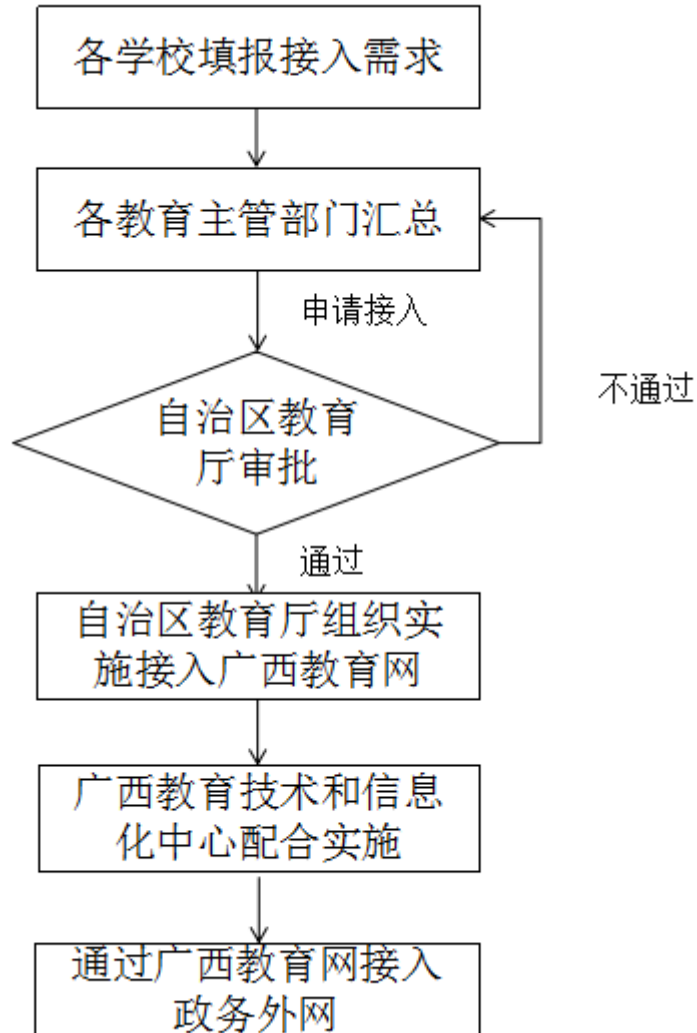 各学校填报接入需求
各教育主管部门汇总
申请接入
不通过
自治区教育
厅审批
通过
自治区教育厅组织实
施接入广西教育网
广西教育技术和信息
化中心配合实施
通过广西教育网接入
政务外网